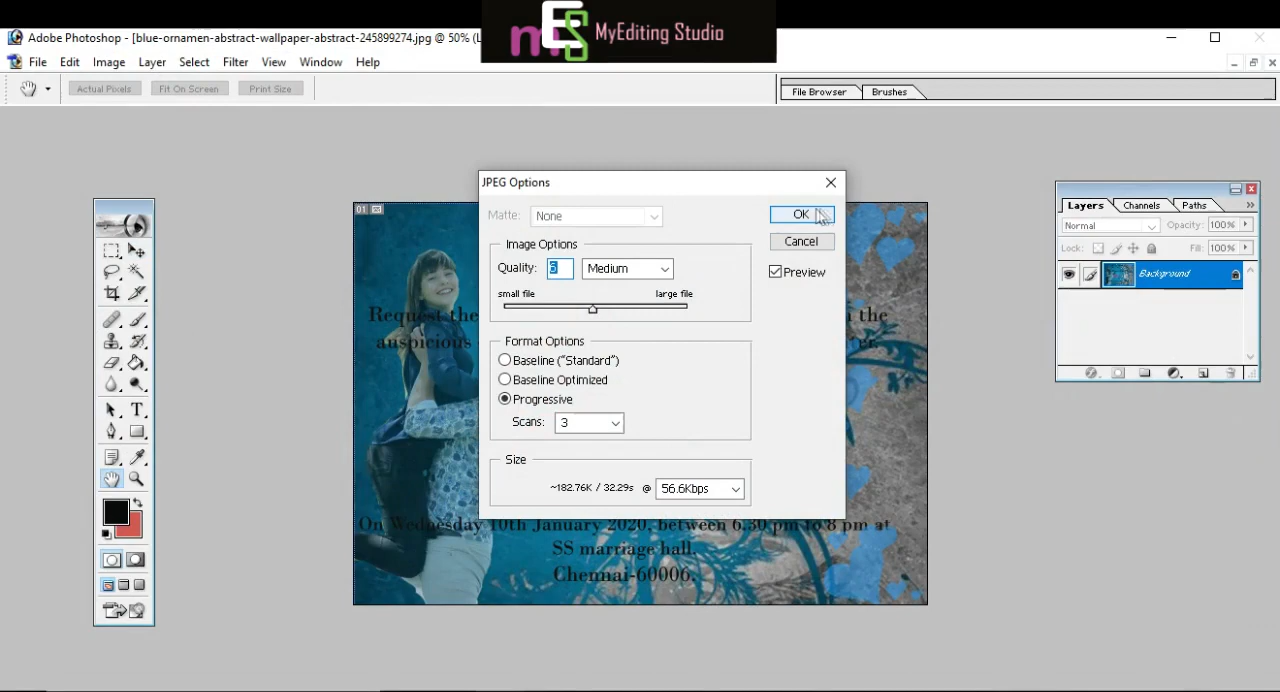 mES MyEditing Studio
Adobe Photoshop - [blue-ornamen-abstract-wallpaper-abstract-245899274.jpg @ 50% (L
File Edit Image Layer Select Filter View Window Help
Actual Pixels Fit On Screen Print Size File Browser Brushes
JPEG Options
Matte: None
OK
Cancel
Preview
Image Options
Quality: 5 Medium
small file large file
Format Options
Baseline ("Standard")
Baseline Optimized
Progressive
Scans: 3
Size
~182.76K / 32.29s @ 56.6Kbps
01
Request the the
auspicious
On Wednesday 10th January 2020, between 6.30 pm to 8 pm at
SS marriage hall.
Chennai-60006.
Layers Channels Paths
Normal Opacity: 100%
Lock: Fill: 100%
Background
T